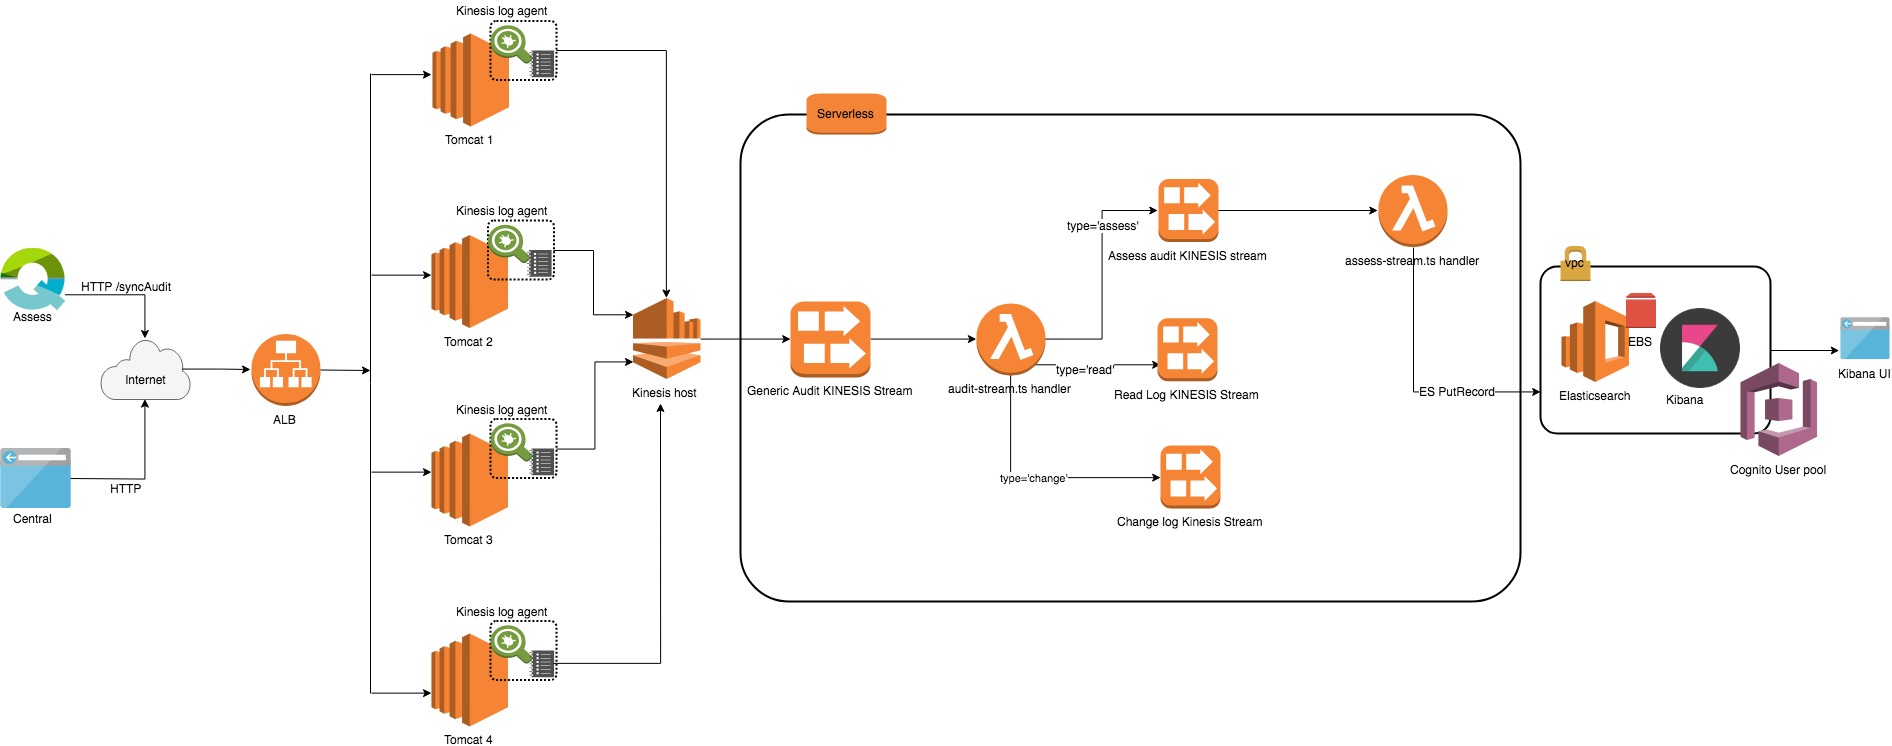 Kinesis log agent
Tomcat 1
Serverless
Kinesis log agent
Tomcat 2
type='assess'
Assess audit KINESIS stream
assess-stream.ts handler
vpc
HTTP /syncAudit
Assess
Internet
ALB
Kinesis host
Generic Audit KINESIS Stream
audit-stream.ts handler
type='read'
Read Log KINESIS Stream
ES PutRecord
EBS
Elasticsearch
Kibana
Kibana UI
Cognito User pool
Kinesis log agent
Tomcat 3
type='change'
Change log Kinesis Stream
HTTP
Central
Kinesis log agent
Tomcat 4